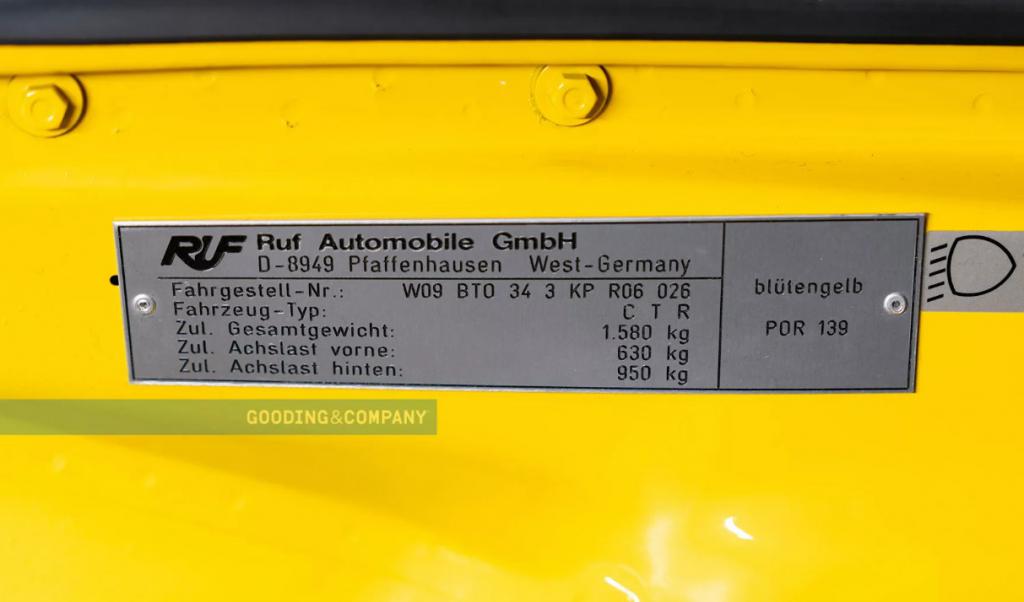 RUF Ruf Automobile GmbH
D-8949 Pfaffenhausen West-Germany
Fahrgestell-Nr.: W09 BT0 34 3 KP R06 026
Fahrzeug-Typ: C T R
Zul. Gesamtgewicht: 1.580 kg
Zul. Achslast vorne: 630 kg
Zul. Achslast hinten: 950 kg
blütengelb
POR 139
GOODING&COMPANY